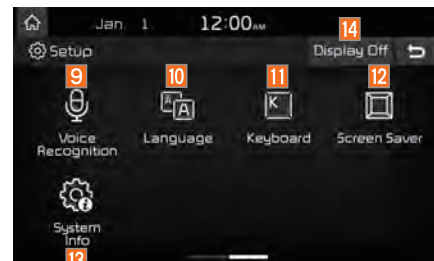 Jan. 1 12:00AM
14
Setup Display Off
9 10 11 12
A A K
Voice Recognition Language Keyboard Screen Saver
System
Info
13